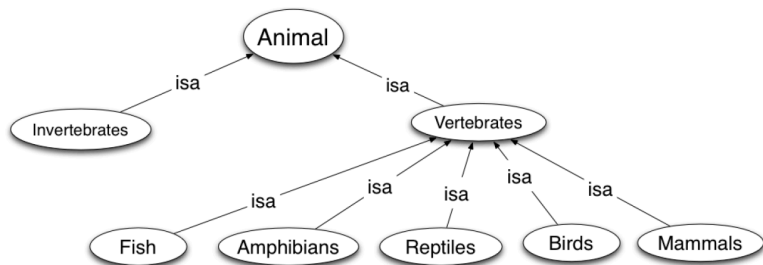 Animal
isa
isa
Invertebrates
Vertebrates
isa
isa
isa
isa
isa
Fish
Amphibians
Reptiles
Birds
Mammals